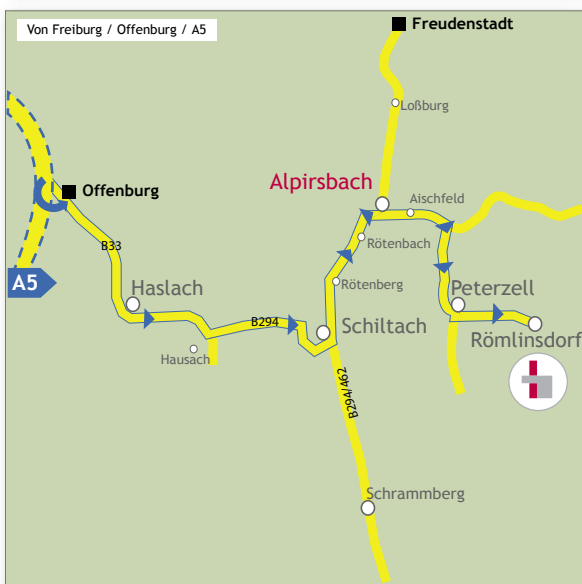 Von Freiburg / Offenburg / A5
Freudenstadt
Loßburg
Offenburg
Alpirsbach
Aischfeld
B33
Rötenbach
A5
Haslach
Rötenberg
Peterzell
B294
Schiltach
Römlinsdorf
Hausach
B294/462
Schrammberg